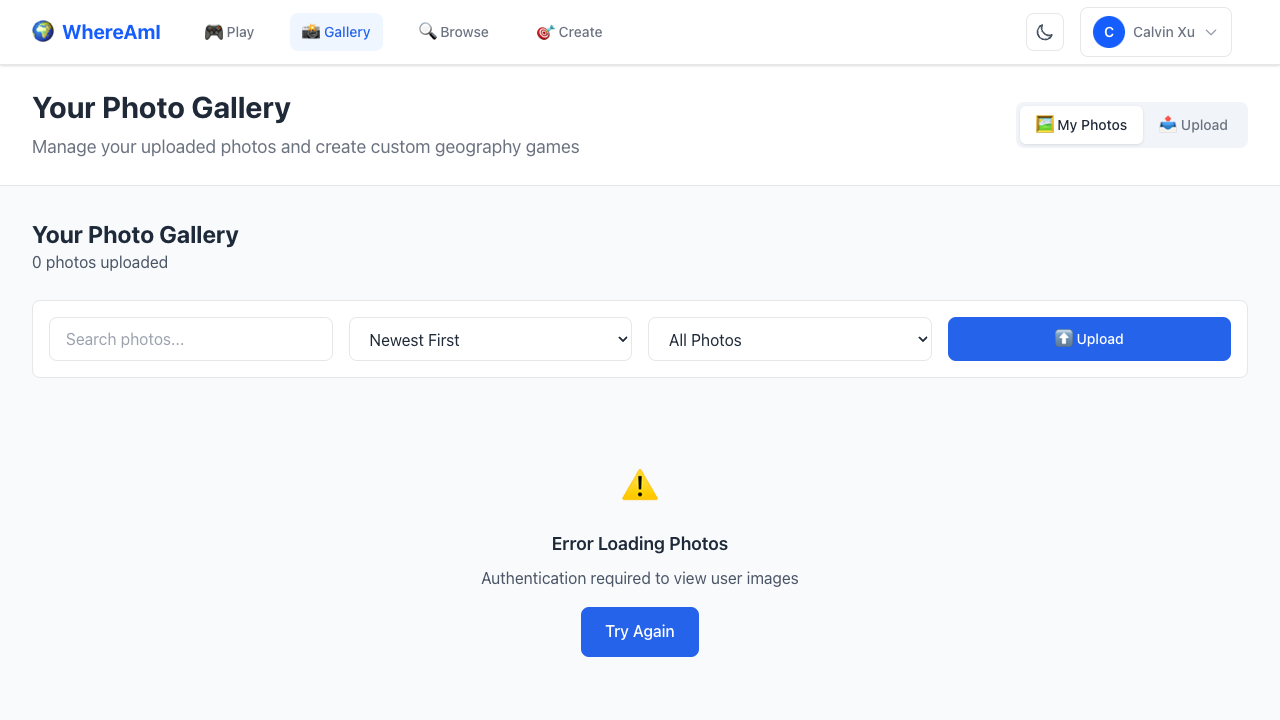 WhereAmI
Play
Gallery
Browse
Create
C
Calvin Xu
Your Photo Gallery
Manage your uploaded photos and create custom geography games
My Photos
Upload
Your Photo Gallery
0 photos uploaded
Search photos...
Newest First
All Photos
Upload
Error Loading Photos
Authentication required to view user images
Try Again